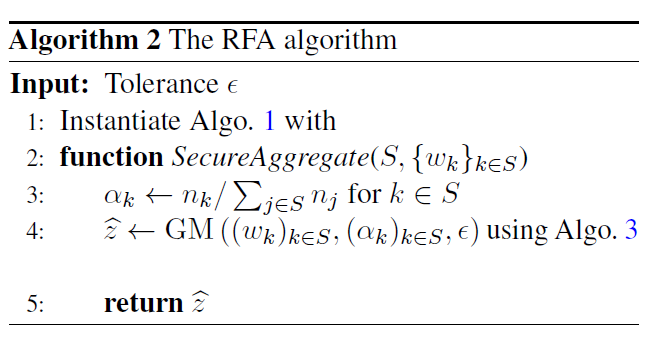 Algorithm 2 The RFA algorithm
Input: Tolerance ϵ
1: Instantiate Algo. 1 with
2: function SecureAggregate(S, {w_k}_{k∈S})
3: α_k ← n_k/ ∑_{j∈S} n_j for k ∈ S
4: ẑ ← GM ((w_k)_{k∈S}, (α_k)_{k∈S}, ϵ) using Algo. 3
5: return ẑ